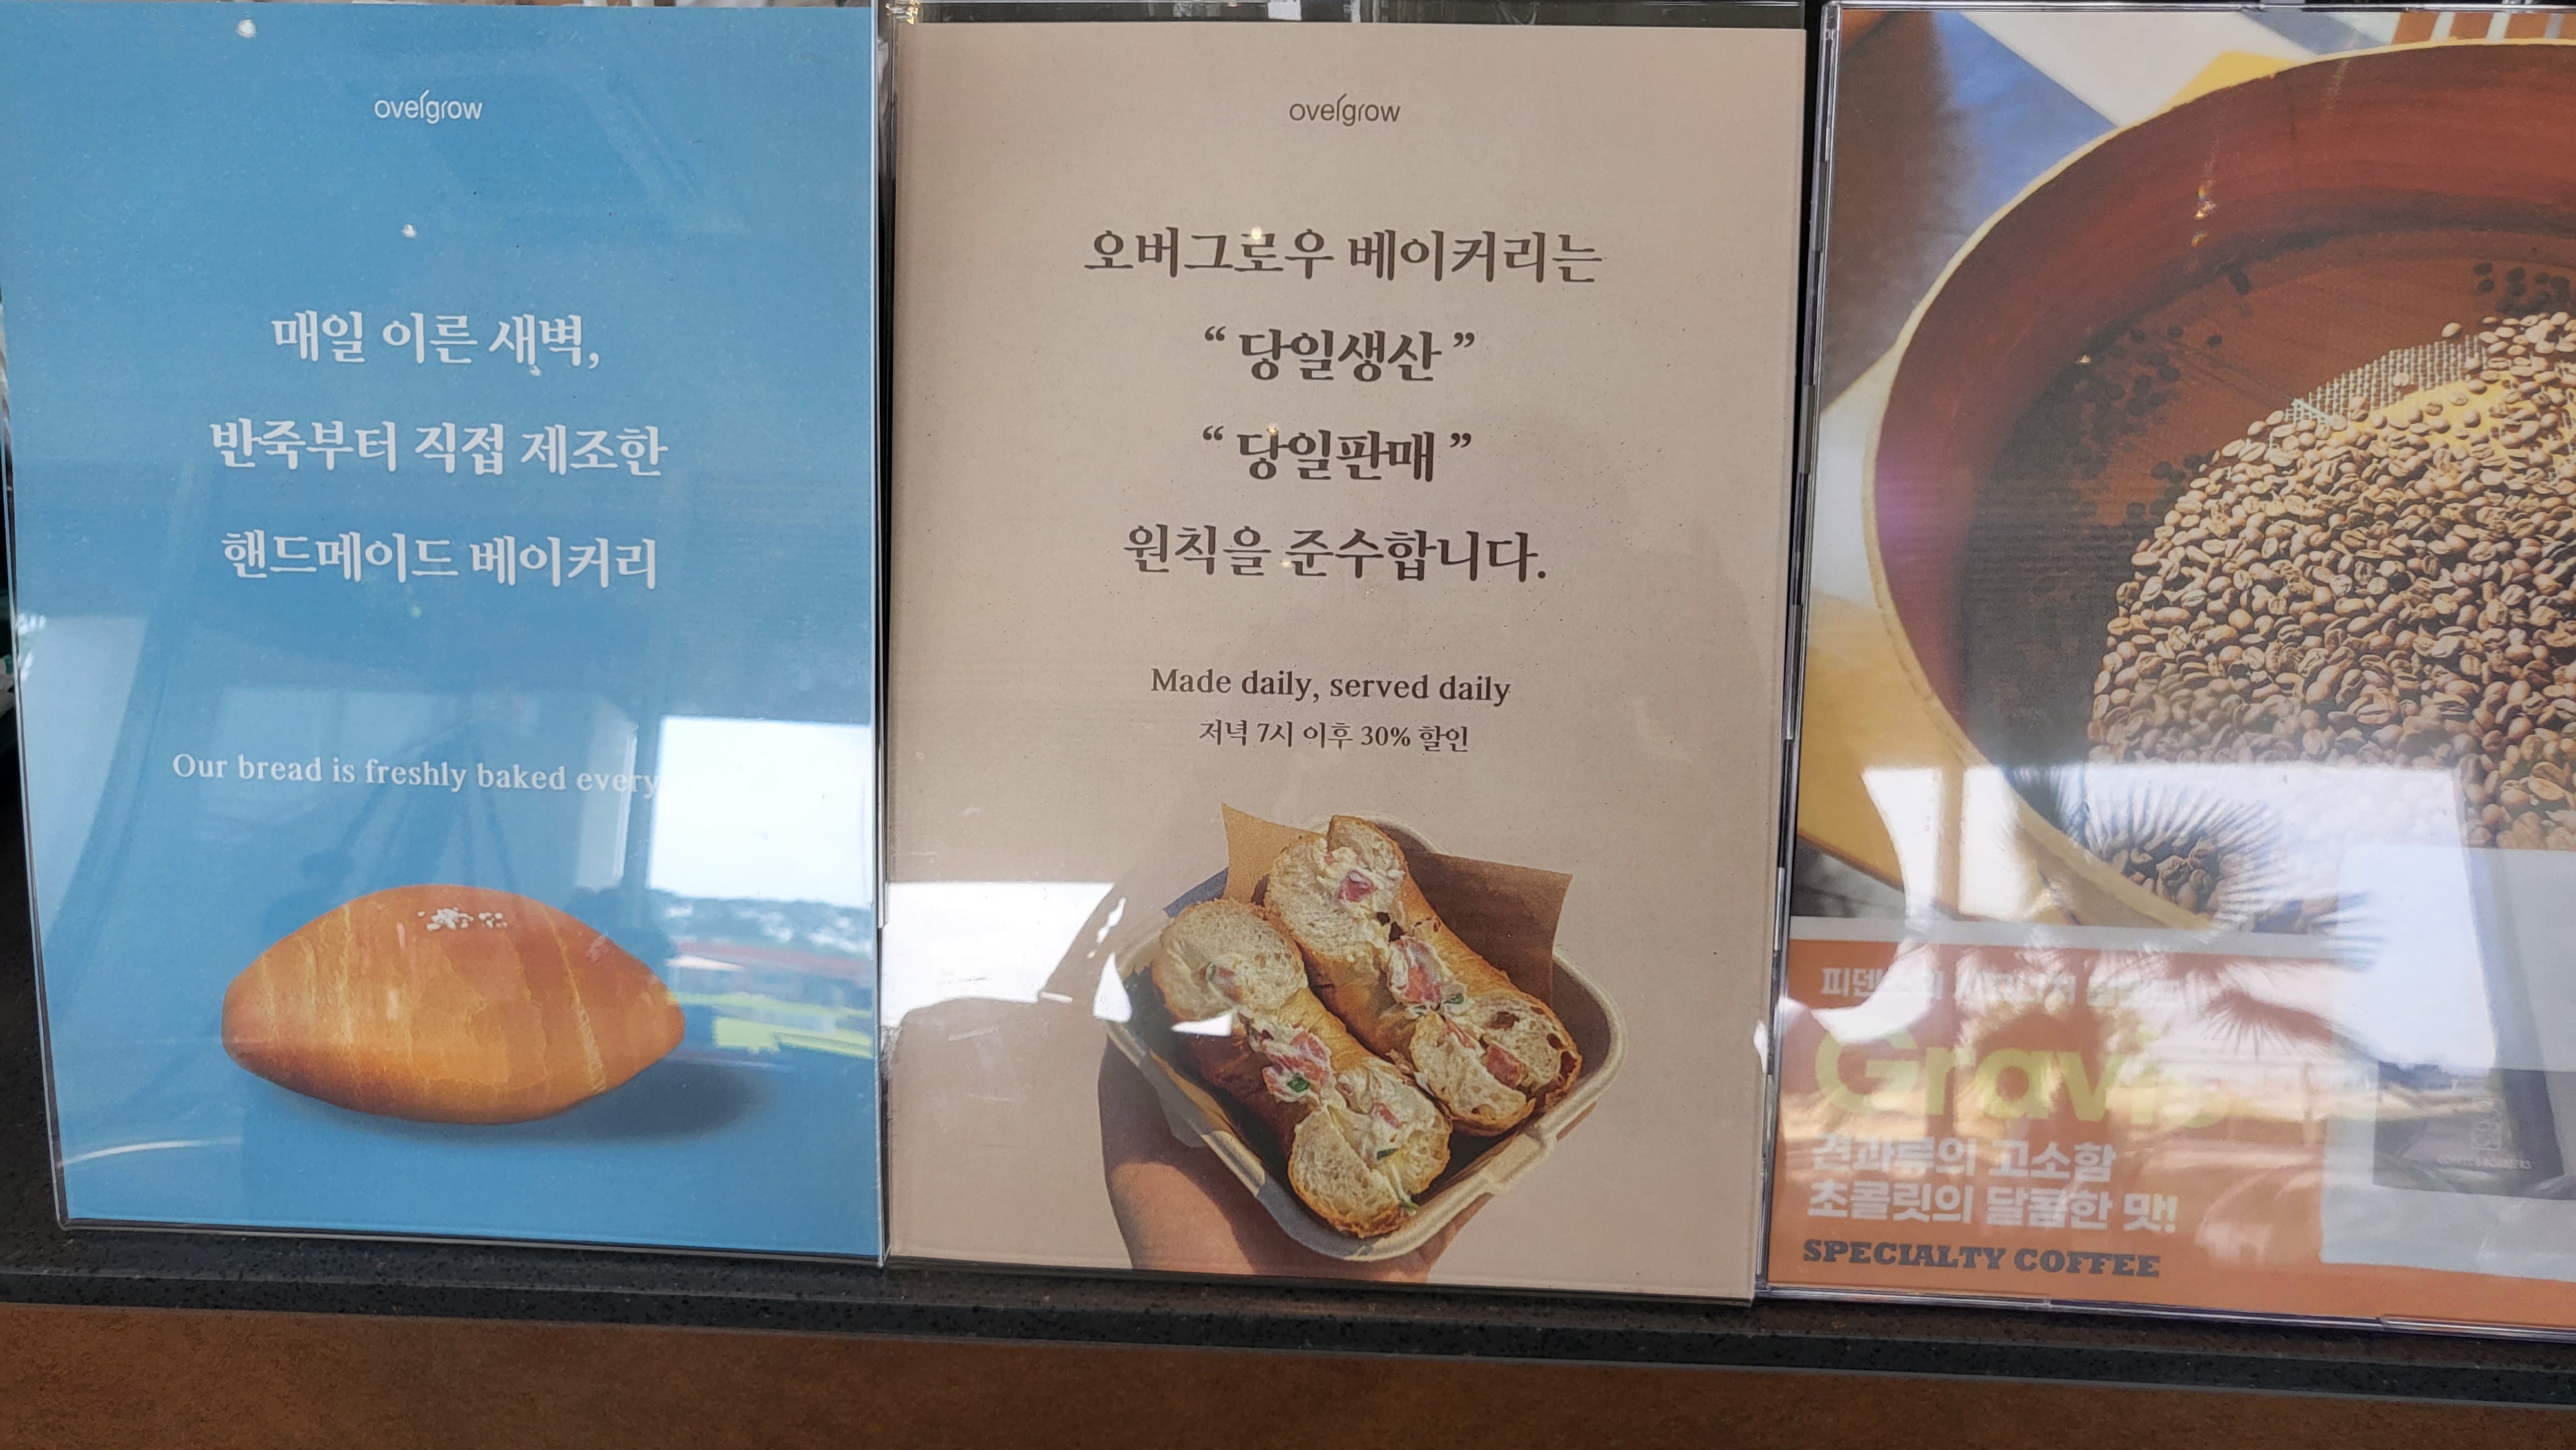 overgrow
매일 이른 새벽,
반죽부터 직접 제조한
핸드메이드 베이커리
Our bread is freshly baked every
overgrow
오버그로우 베이커리는
“ 당일생산 ”
“ 당일판매 ”
원칙을 준수합니다.
Made daily, served daily
저녁 7시 이후 30% 할인
Gravis
견과류의 고소함
초콜릿의 달콤한 맛!
SPECIALTY COFFEE